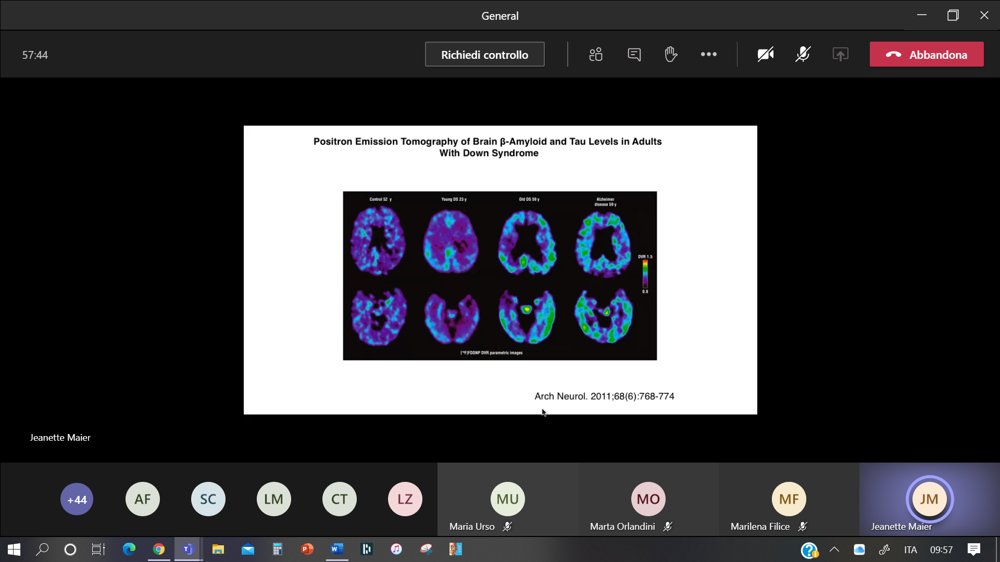 General
57:44
Richiedi controllo
Abbandona
Positron Emission Tomography of Brain β-Amyloid and Tau Levels in Adults
With Down Syndrome
Control 52 y
Young DS 23 y
Old DS 59 y
Alzheimer
disease 59 y
DVR 1.5
0.8
[¹⁸F]FDDNP DVR parametric images
Arch Neurol. 2011;68(6):768-774
Jeanette Maier
+44
AF
SC
LM
CT
LZ
MU
MO
MF
JM
Maria Urso
Marta Orlandini
Marilena Filice
Jeanette Maier
ITA
09:57